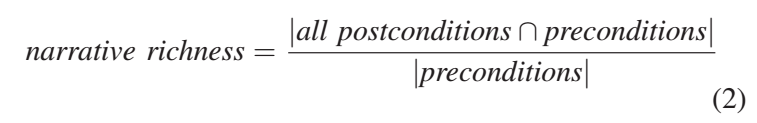 narrative richness = |all postconditions ∩ preconditions| / |preconditions|
(2)